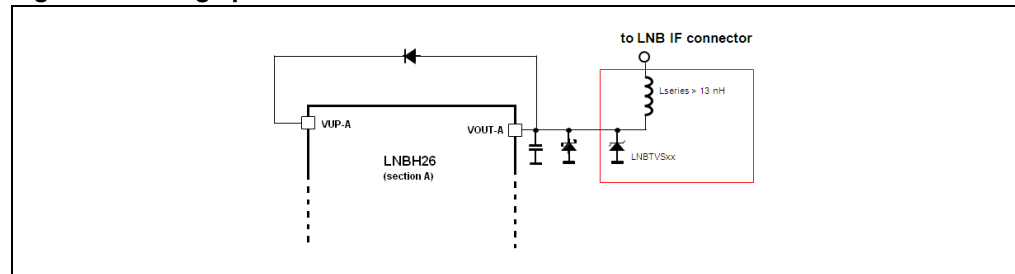 to LNB IF connector
Lseries > 13 nH
VUP-A
VOUT-A
LNBH26
(section A)
LNBTVSxx